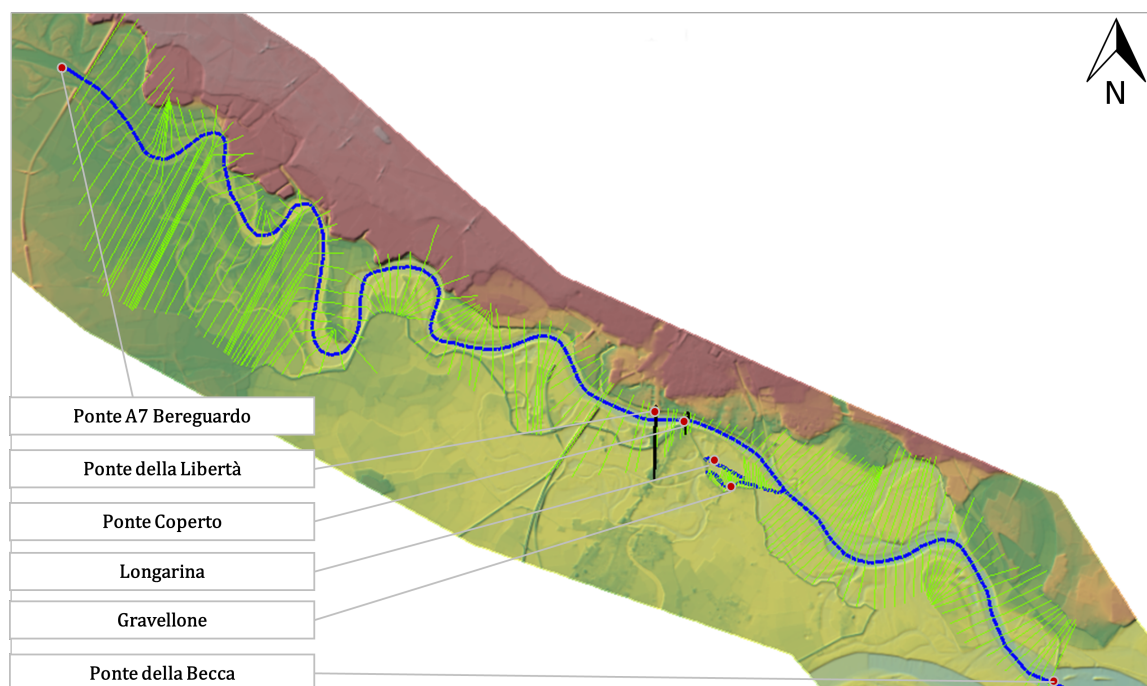 N
Ponte A7 Bereguardo
Ponte della Libertà
Ponte Coperto
Longarina
Gravellone
Ponte della Becca